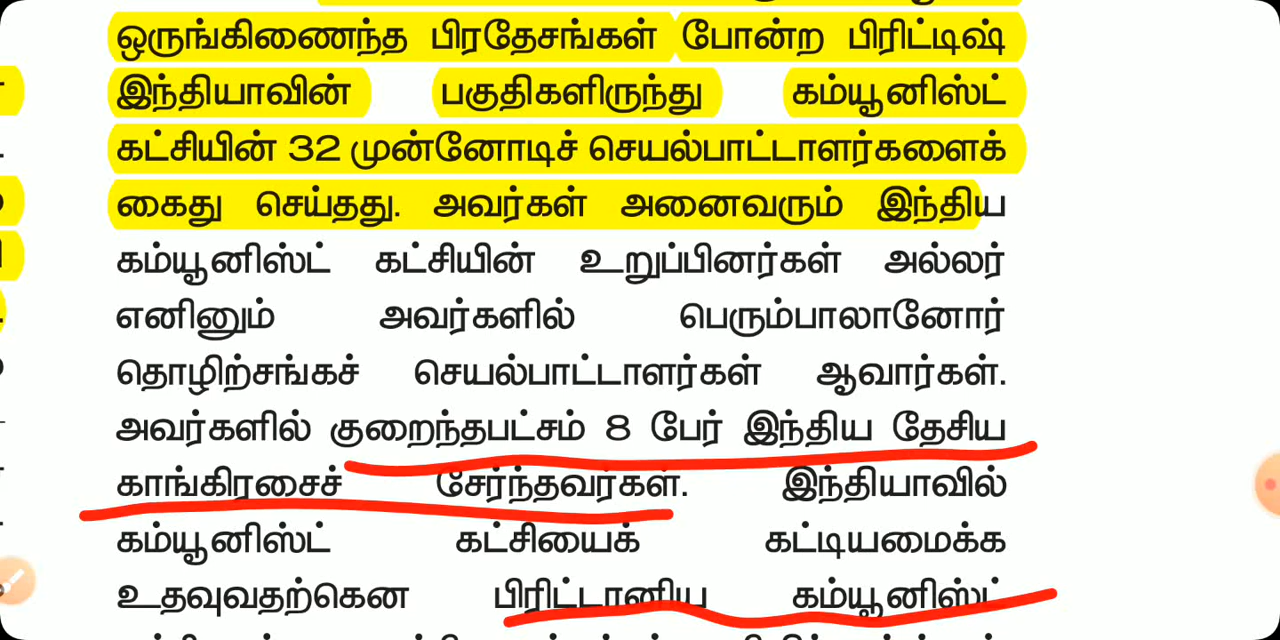 ஒருங்கிணைந்த பிரதேசங்கள் போன்ற பிரிட்டிஷ்
இந்தியாவின் பகுதிகளிருந்து கம்யூனிஸ்ட்
கட்சியின் 32 முன்னோடிச் செயல்பாட்டாளர்களைக்
கைது செய்தது. அவர்கள் அனைவரும் இந்திய
கம்யூனிஸ்ட் கட்சியின் உறுப்பினர்கள் அல்லர்
எனினும் அவர்களில் பெரும்பாலானோர்
தொழிற்சங்கச் செயல்பாட்டாளர்கள் ஆவார்கள்.
அவர்களில் குறைந்தபட்சம் 8 பேர் இந்திய தேசிய
காங்கிரசைச் சேர்ந்தவர்கள். இந்தியாவில்
கம்யூனிஸ்ட் கட்சியைக் கட்டியமைக்க
உதவுவதற்கென பிரிட்டானிய கம்யூனிஸ்ட்